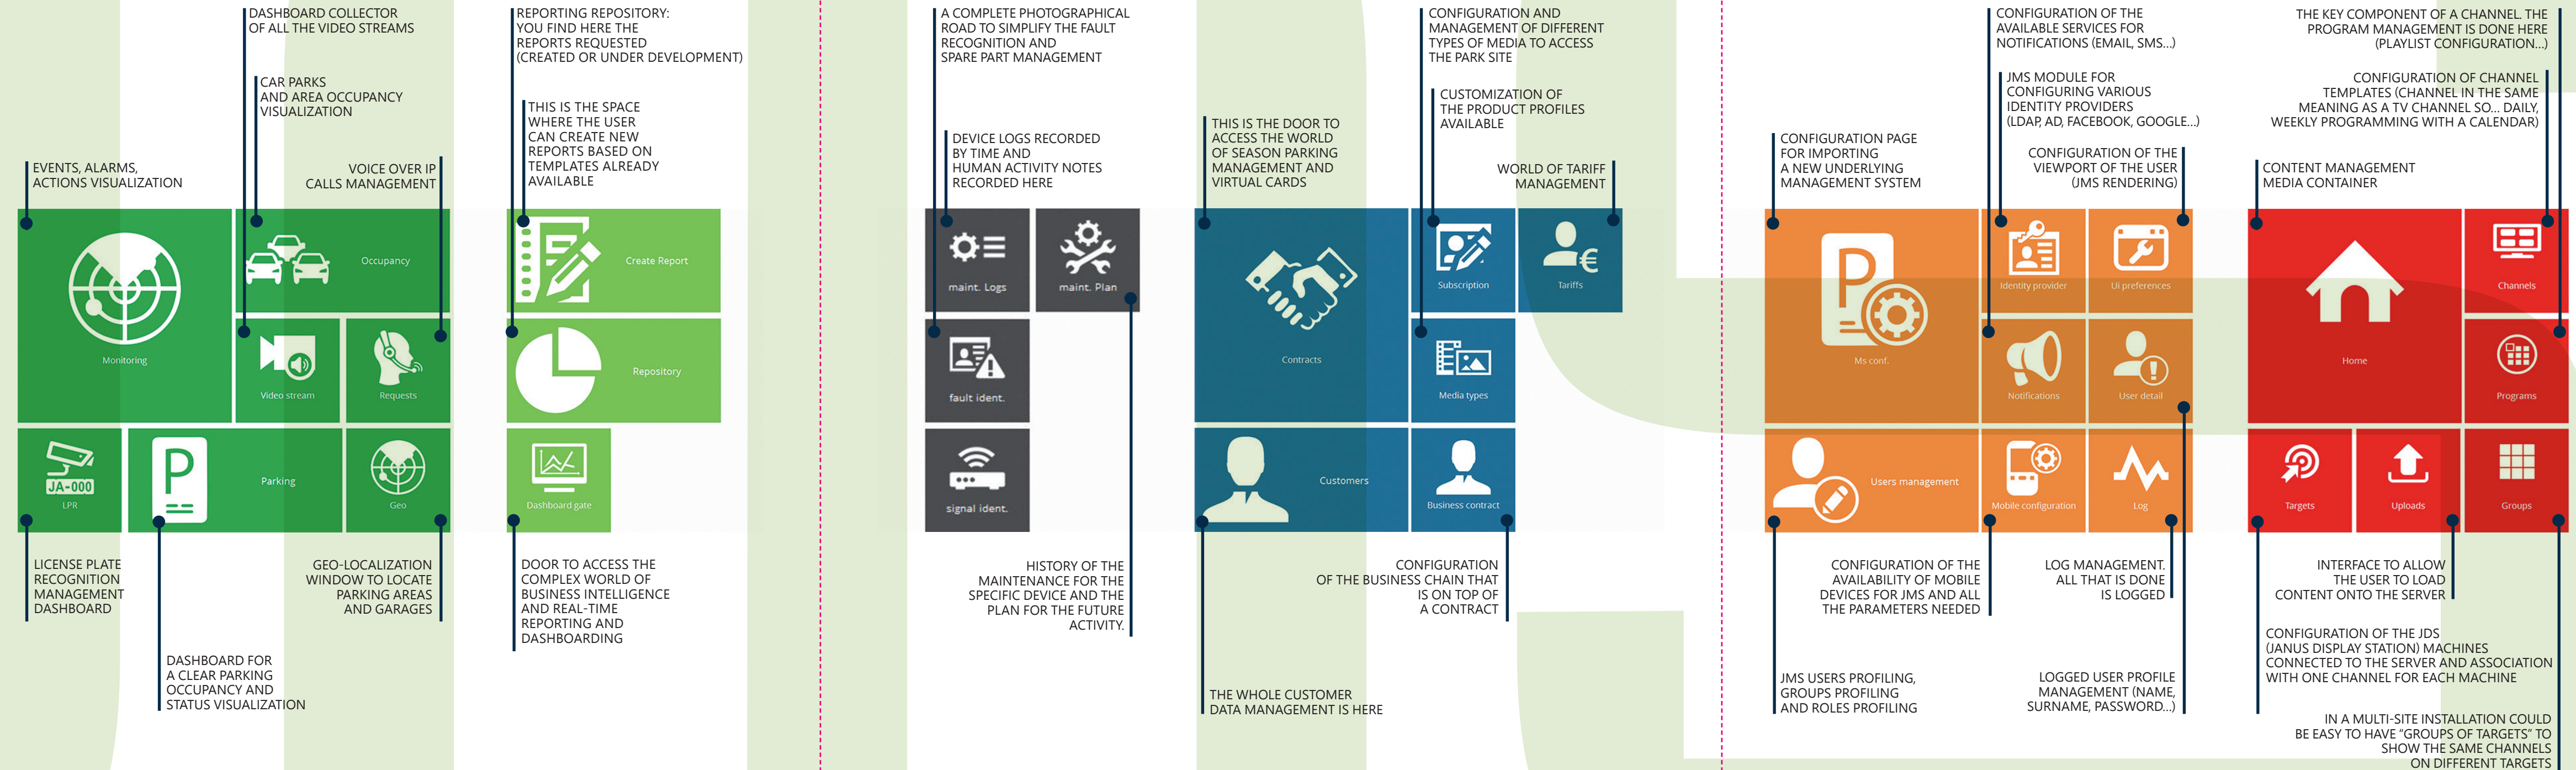 DASHBOARD COLLECTOR
OF ALL THE VIDEO STREAMS
CAR PARKS
AND AREA OCCUPANCY
VISUALIZATION
EVENTS, ALARMS,
ACTIONS VISUALIZATION
VOICE OVER IP
CALLS MANAGEMENT
Monitoring
Occupancy
Video stream
Requests
JA-000
LPR
P
Parking
Geo
LICENSE PLATE
RECOGNITION
MANAGEMENT
DASHBOARD
GEO-LOCALIZATION
WINDOW TO LOCATE
PARKING AREAS
AND GARAGES
DASHBOARD FOR
A CLEAR PARKING
OCCUPANCY AND
STATUS VISUALIZATION
REPORTING REPOSITORY:
YOU FIND HERE THE
REPORTS REQUESTED
(CREATED OR UNDER DEVELOPMENT)
THIS IS THE SPACE
WHERE THE USER
CAN CREATE NEW
REPORTS BASED ON
TEMPLATES ALREADY
AVAILABLE
Create Report
Repository
Dashboard gate
DOOR TO ACCESS THE
COMPLEX WORLD OF
BUSINESS INTELLIGENCE
AND REAL-TIME
REPORTING AND
DASHBOARDING
A COMPLETE PHOTOGRAPHICAL
ROAD TO SIMPLIFY THE FAULT
RECOGNITION AND
SPARE PART MANAGEMENT
DEVICE LOGS RECORDED
BY TIME AND
HUMAN ACTIVITY NOTES
RECORDED HERE
maint. Logs
maint. Plan
fault ident.
signal ident.
HISTORY OF THE
MAINTENANCE FOR THE
SPECIFIC DEVICE AND THE
PLAN FOR THE FUTURE
ACTIVITY.
CONFIGURATION AND
MANAGEMENT OF DIFFERENT
TYPES OF MEDIA TO ACCESS
THE PARK SITE
CUSTOMIZATION OF
THE PRODUCT PROFILES
AVAILABLE
THIS IS THE DOOR TO
ACCESS THE WORLD
OF SEASON PARKING
MANAGEMENT AND
VIRTUAL CARDS
WORLD OF TARIFF
MANAGEMENT
Contracts
Subscription
€
Tariffs
Media types
Customers
Business contract
CONFIGURATION
OF THE BUSINESS CHAIN THAT
IS ON TOP OF
A CONTRACT
THE WHOLE CUSTOMER
DATA MANAGEMENT IS HERE
CONFIGURATION OF THE
AVAILABLE SERVICES FOR
NOTIFICATIONS (EMAIL, SMS...)
JMS MODULE FOR
CONFIGURING VARIOUS
IDENTITY PROVIDERS
(LDAP, AD, FACEBOOK, GOOGLE...)
CONFIGURATION PAGE
FOR IMPORTING
A NEW UNDERLYING
MANAGEMENT SYSTEM
CONFIGURATION OF THE
VIEWPORT OF THE USER
(JMS RENDERING)
P
Ms conf.
Identity provider
Ui preferences
Notifications
User detail
Users management
Mobile configuration
Log
CONFIGURATION OF THE
AVAILABILITY OF MOBILE
DEVICES FOR JMS AND ALL
THE PARAMETERS NEEDED
LOG MANAGEMENT.
ALL THAT IS DONE
IS LOGGED
JMS USERS PROFILING,
GROUPS PROFILING
AND ROLES PROFILING
LOGGED USER PROFILE
MANAGEMENT (NAME,
SURNAME, PASSWORD...)
THE KEY COMPONENT OF A CHANNEL. THE
PROGRAM MANAGEMENT IS DONE HERE
(PLAYLIST CONFIGURATION...)
CONFIGURATION OF CHANNEL
TEMPLATES (CHANNEL IN THE SAME
MEANING AS A TV CHANNEL SO... DAILY,
WEEKLY PROGRAMMING WITH A CALENDAR)
CONTENT MANAGEMENT
MEDIA CONTAINER
Home
Channels
Programs
Targets
Uploads
Groups
INTERFACE TO ALLOW
THE USER TO LOAD
CONTENT ONTO THE SERVER
CONFIGURATION OF THE JDS
(JANUS DISPLAY STATION) MACHINES
CONNECTED TO THE SERVER AND ASSOCIATION
WITH ONE CHANNEL FOR EACH MACHINE
IN A MULTI-SITE INSTALLATION COULD
BE EASY TO HAVE “GROUPS OF TARGETS” TO
SHOW THE SAME CHANNELS
ON DIFFERENT TARGETS